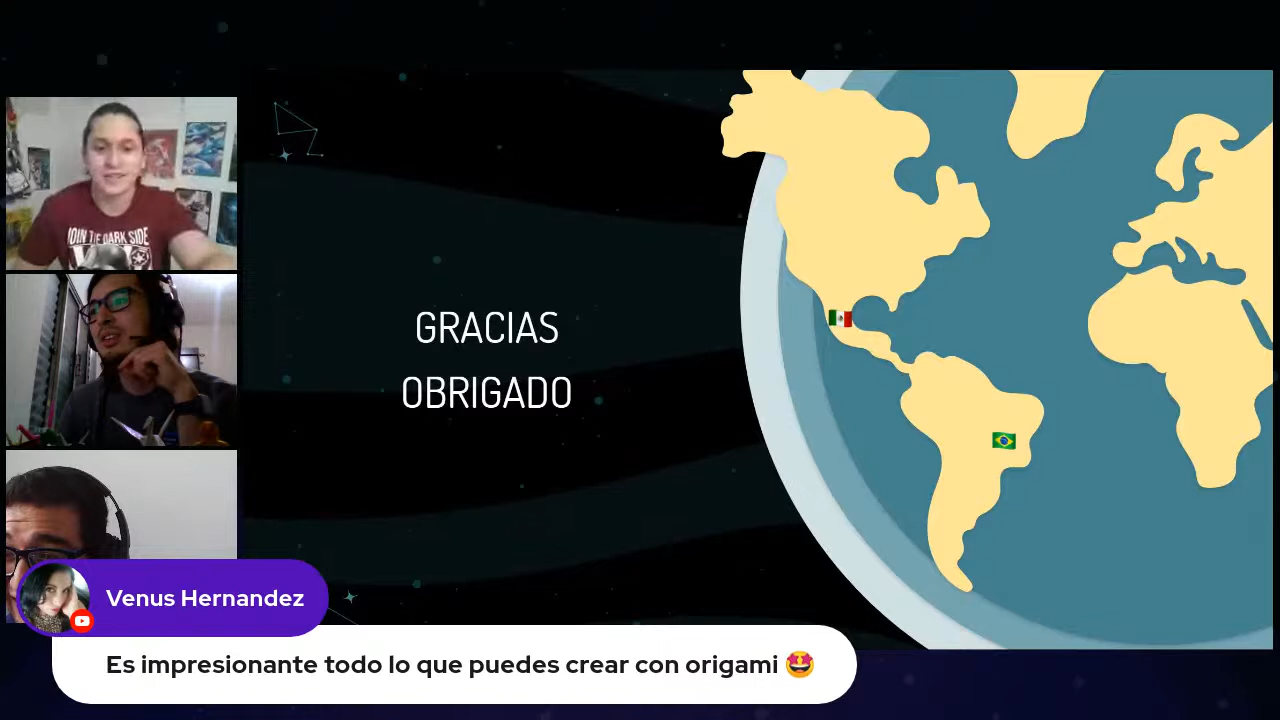 JOIN THE DARK SIDE
GRACIAS
OBRIGADO
Venus Hernandez
Es impresionante todo lo que puedes crear con origami 🤩